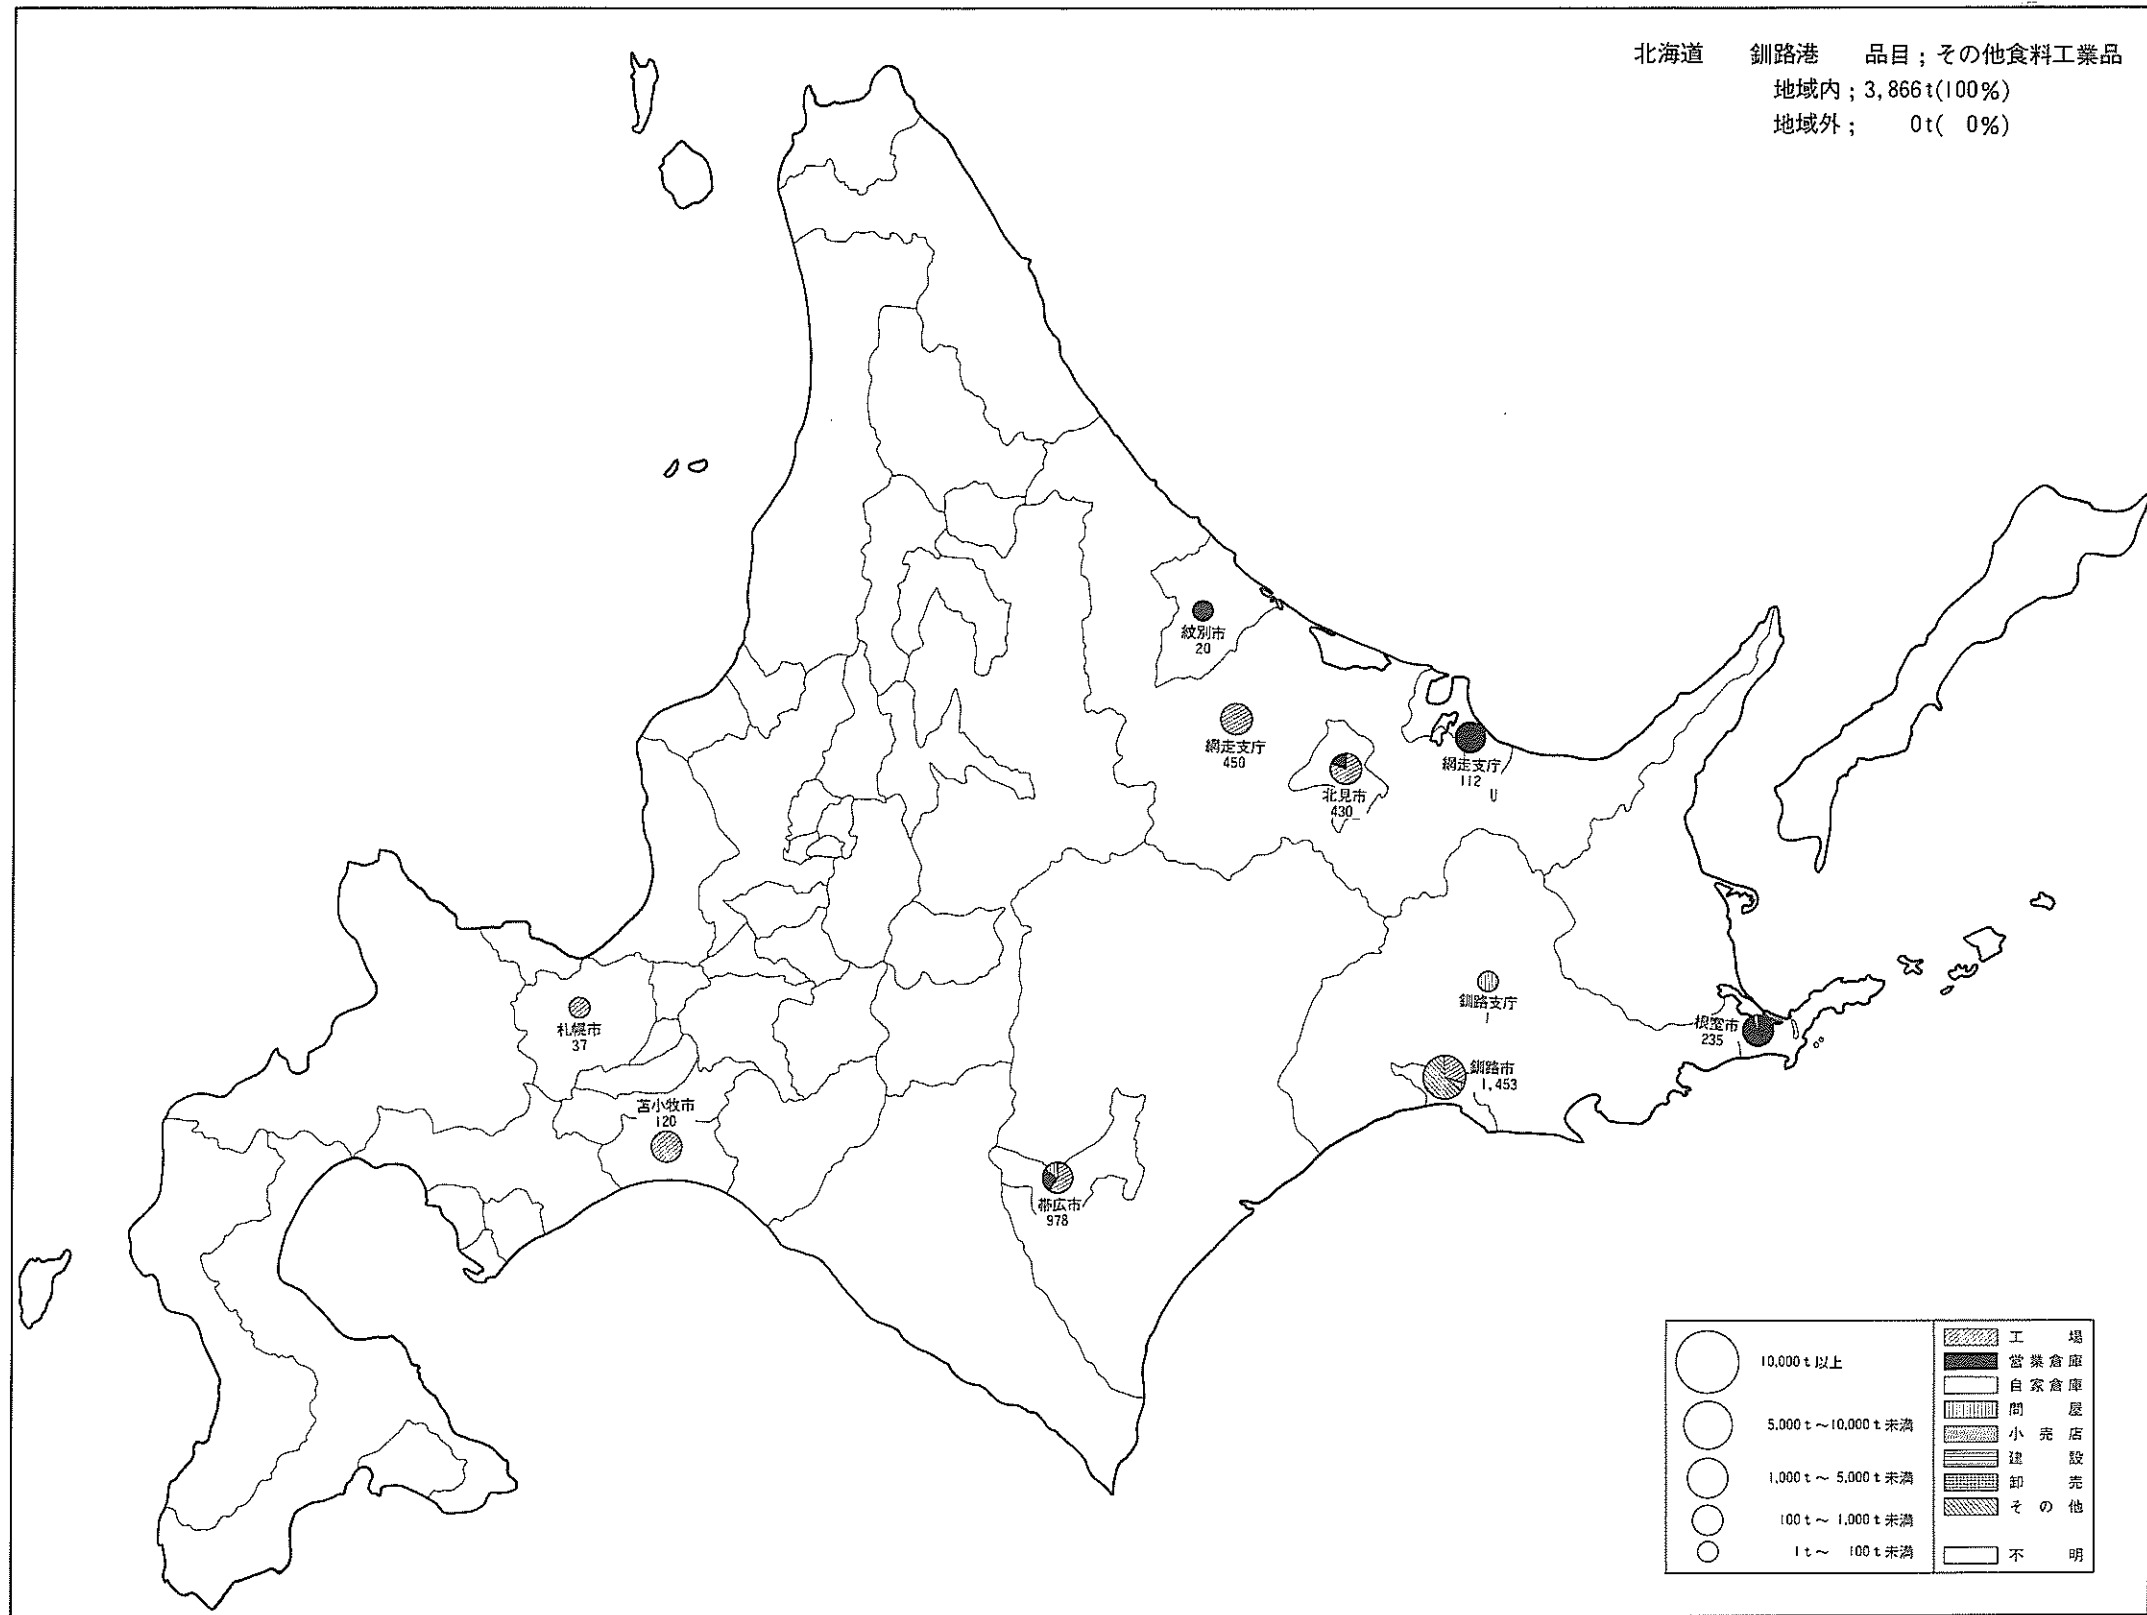 北海道 釧路港 品目；その他食料工業品
地域内；3,866t(100%)
地域外； 0t( 0%)
紋別市
20
網走支庁
450
北見市
430
網走支庁
112
釧路支庁
1
根室市
235
釧路市
1,453
札幌市
37
苫小牧市
120
帯広市
978
10,000t以上
5,000t～10,000t未満
1,000t～5,000t未満
100t～1,000t未満
1t～100t未満
工場
営業倉庫
自家倉庫
問屋
小売店
建設
卸売
その他
不明